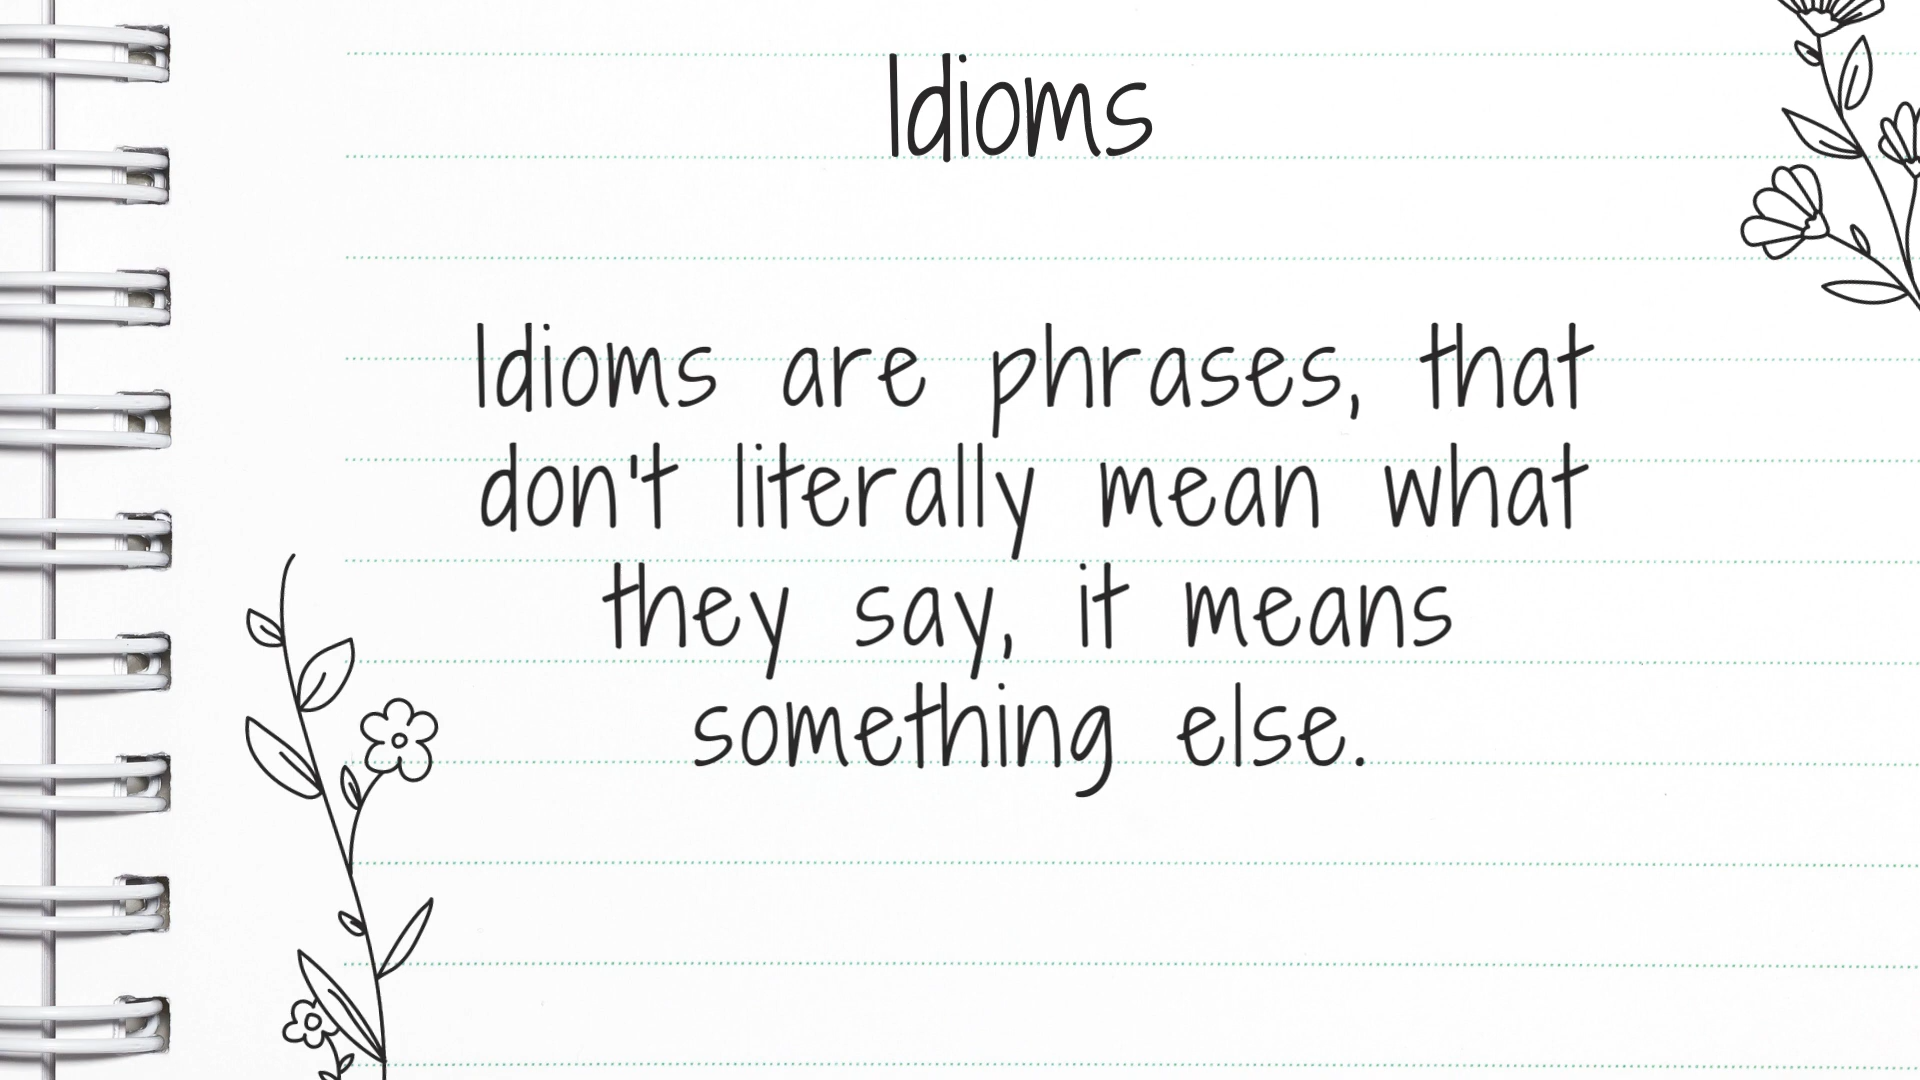 Idioms
Idioms are phrases, that
don't literally mean what
they say, it means
something else.